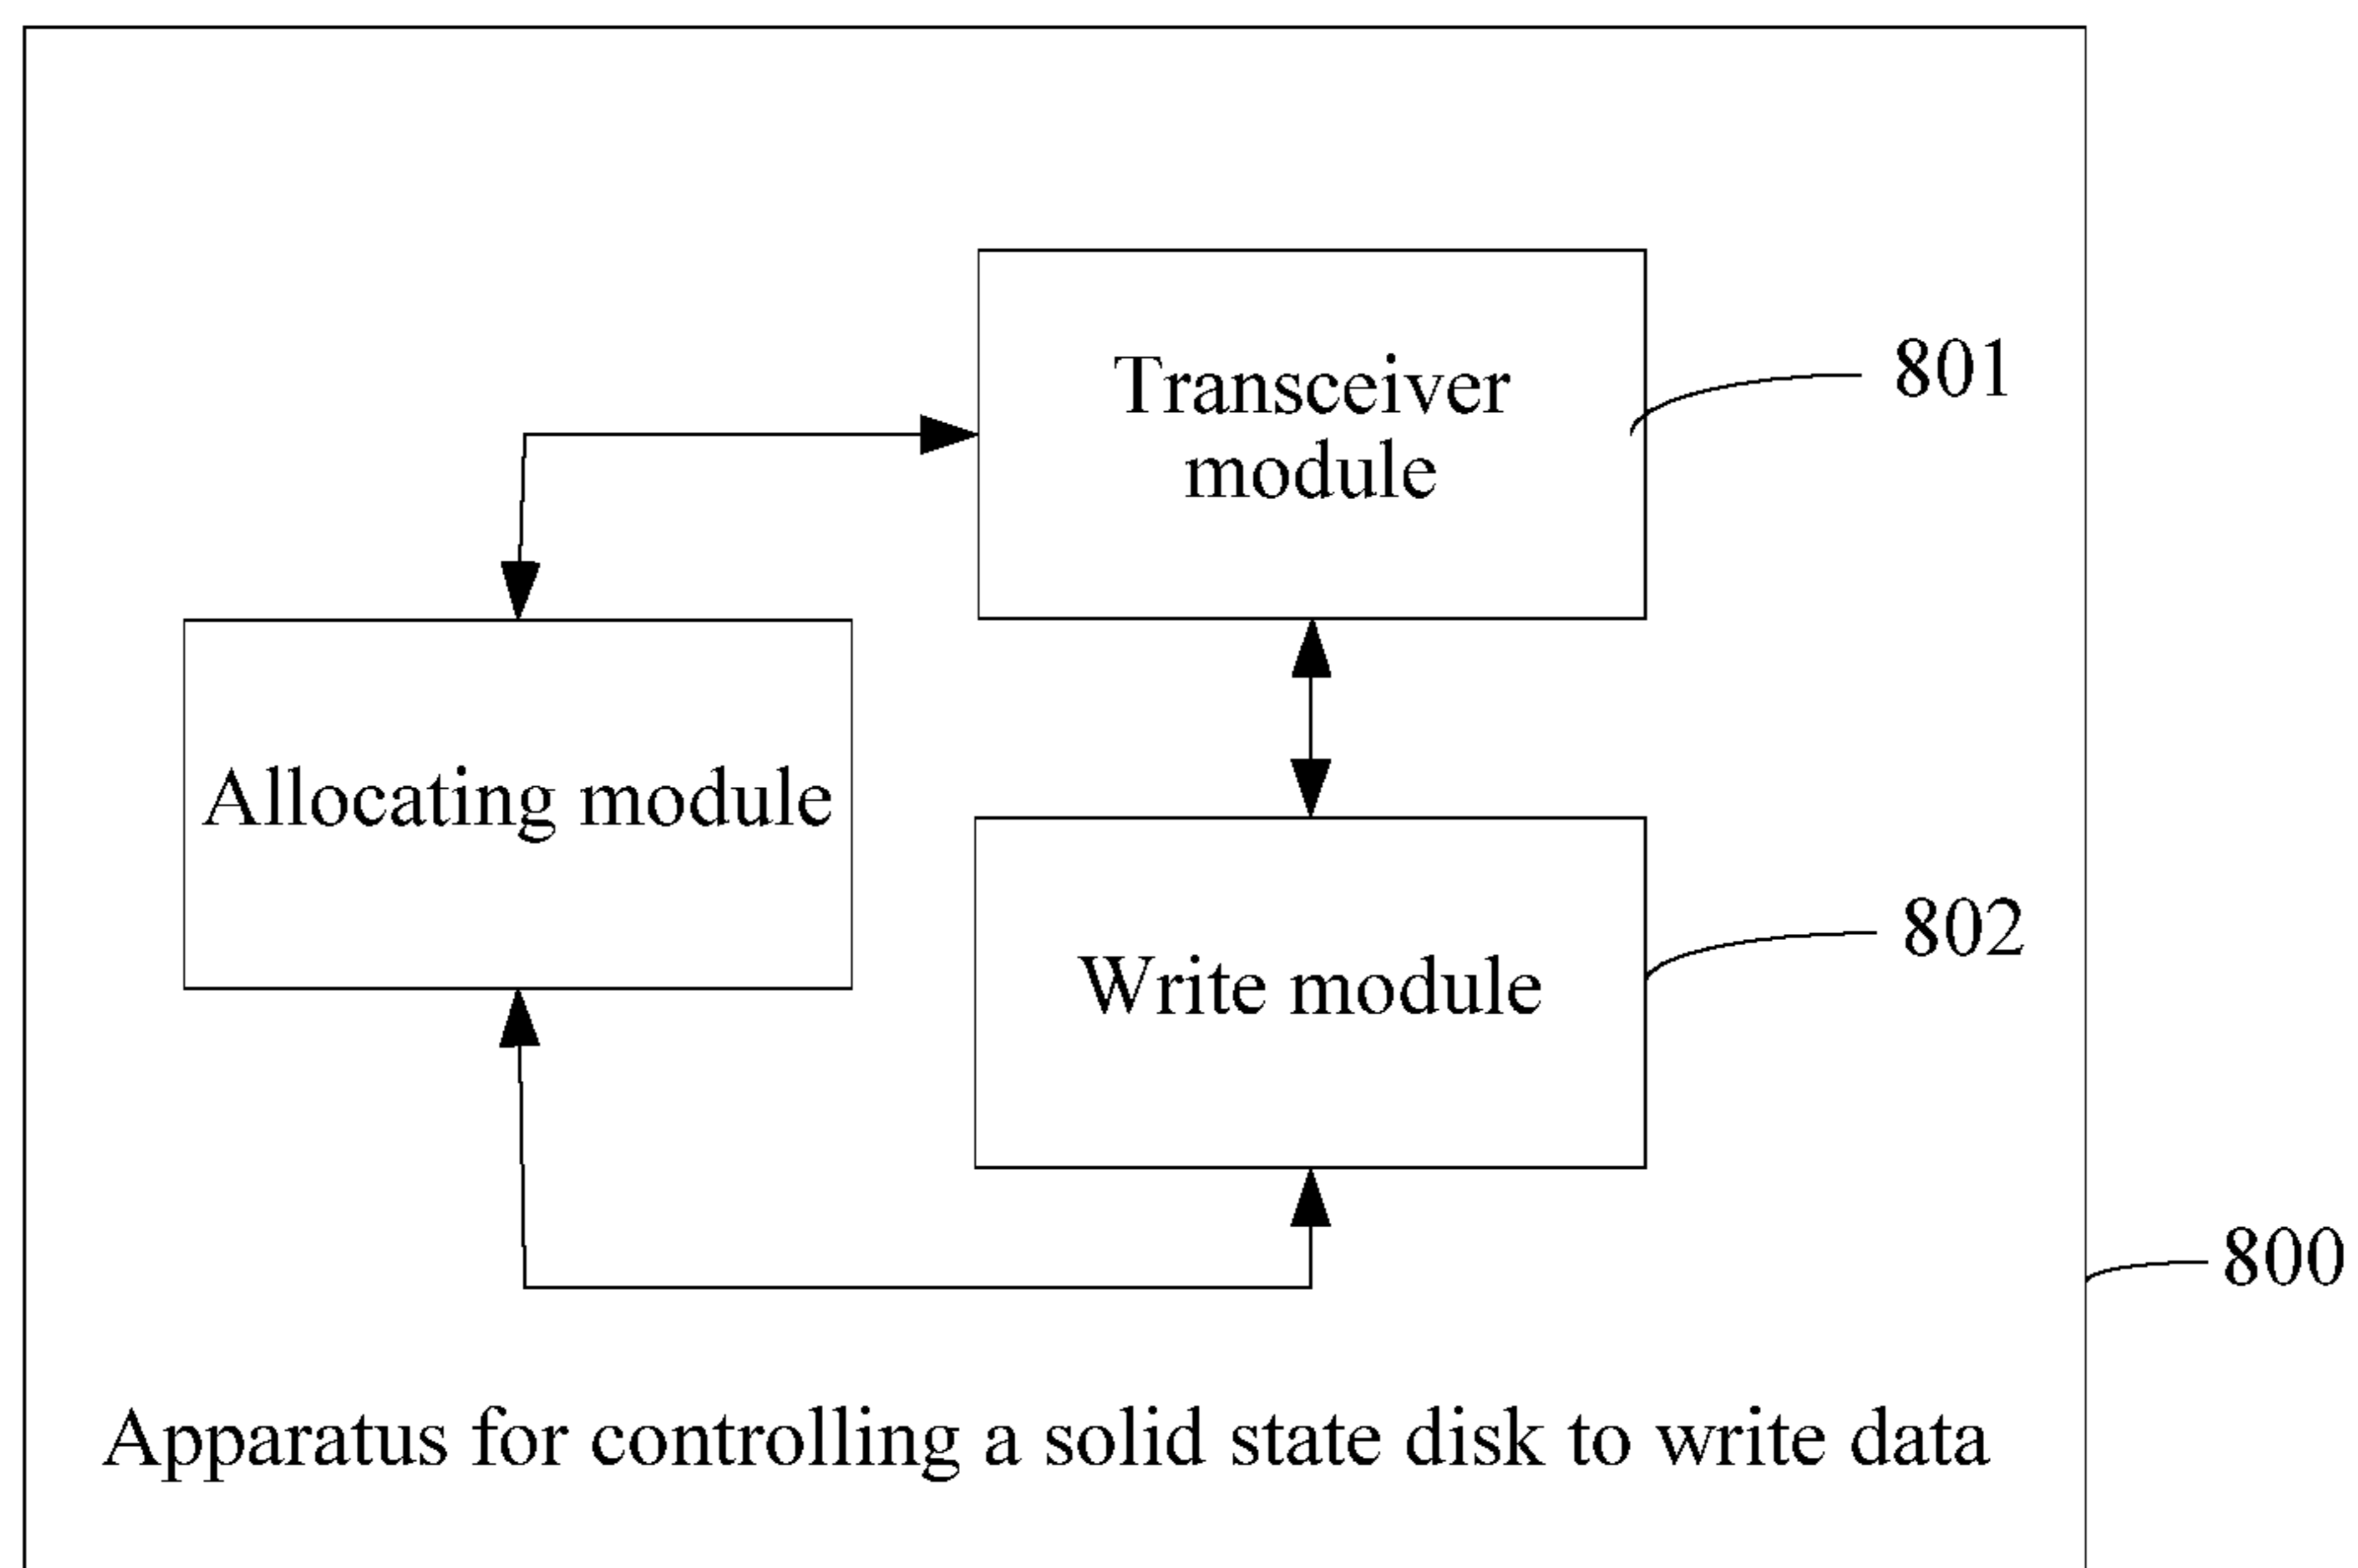 Transceiver
module
801
Allocating module
Write module
802
800
Apparatus for controlling a solid state disk to write data